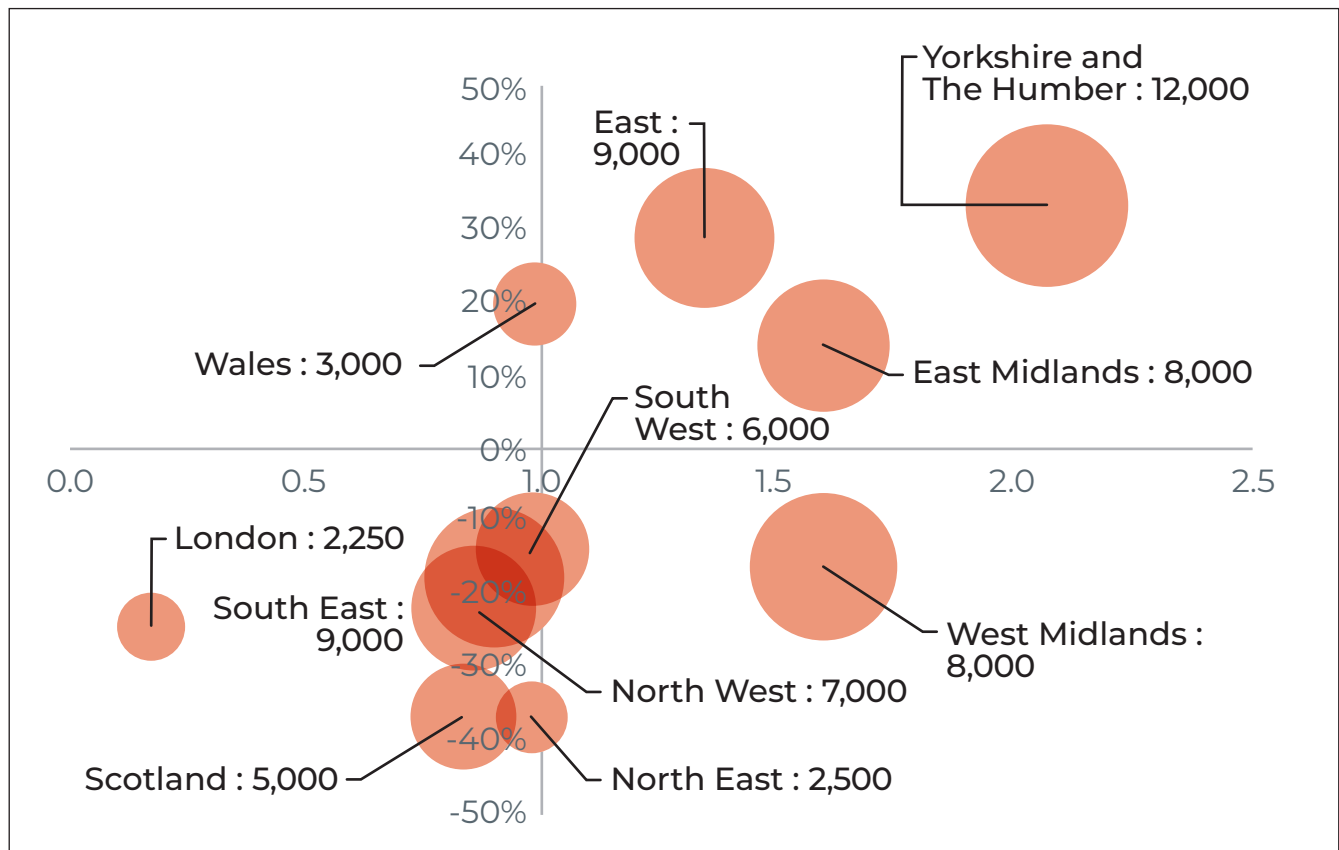 Yorkshire and
The Humber : 12,000
50%
East :
9,000
40%
30%
20%
Wales : 3,000
10%
East Midlands : 8,000
South
West : 6,000
0%
0.0
0.5
1.0
1.5
2.0
2.5
-10%
London : 2,250
-20%
South East :
9,000
West Midlands :
8,000
-30%
North West : 7,000
-40%
Scotland : 5,000
North East : 2,500
-50%